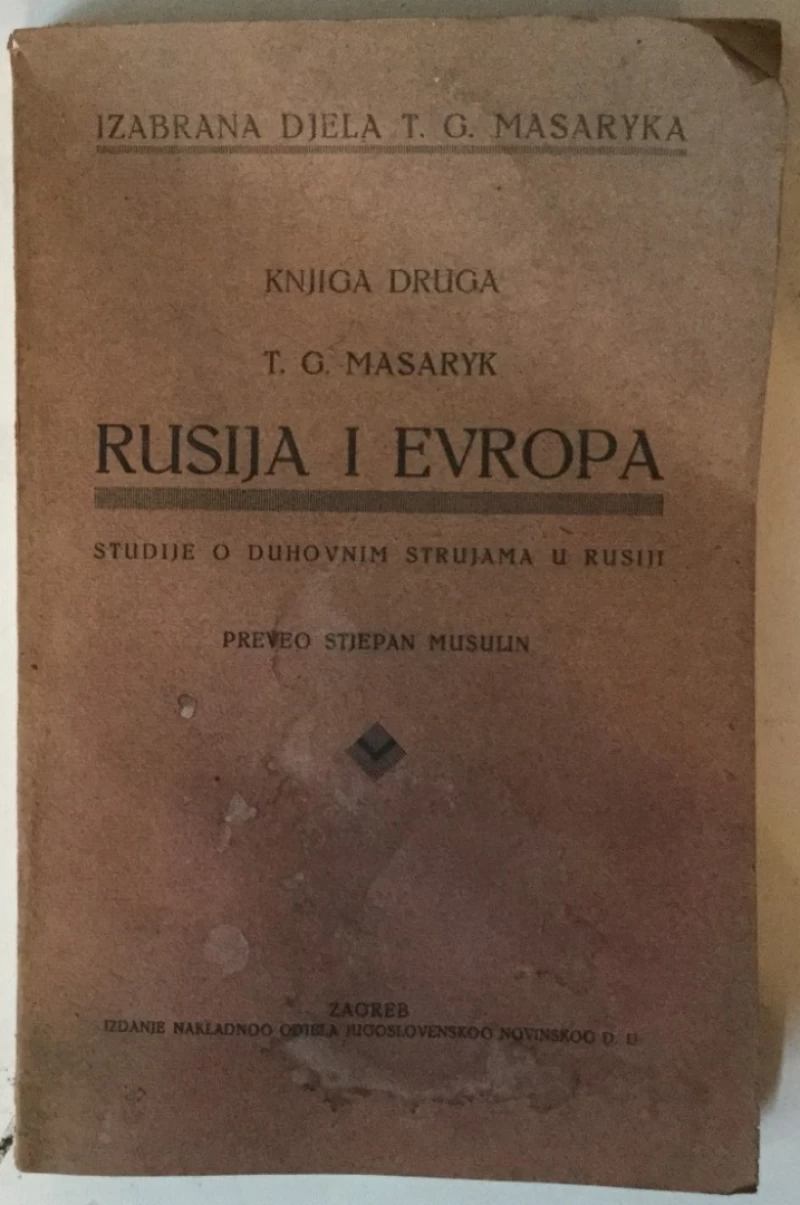 IZABRANA DJELA T. G. MASARYKA
KNJIGA DRUGA
T. G. MASARYK
RUSIJA I EVROPA
STUDIJE O DUHOVNIM STRUJAMA U RUSIJI
PREVEO STJEPAN MUSULIN
ZAGREB
IZDANJE NAKLADNOG ODJELA JUGOSLOVENSKOG NOVINSKOG D. D.